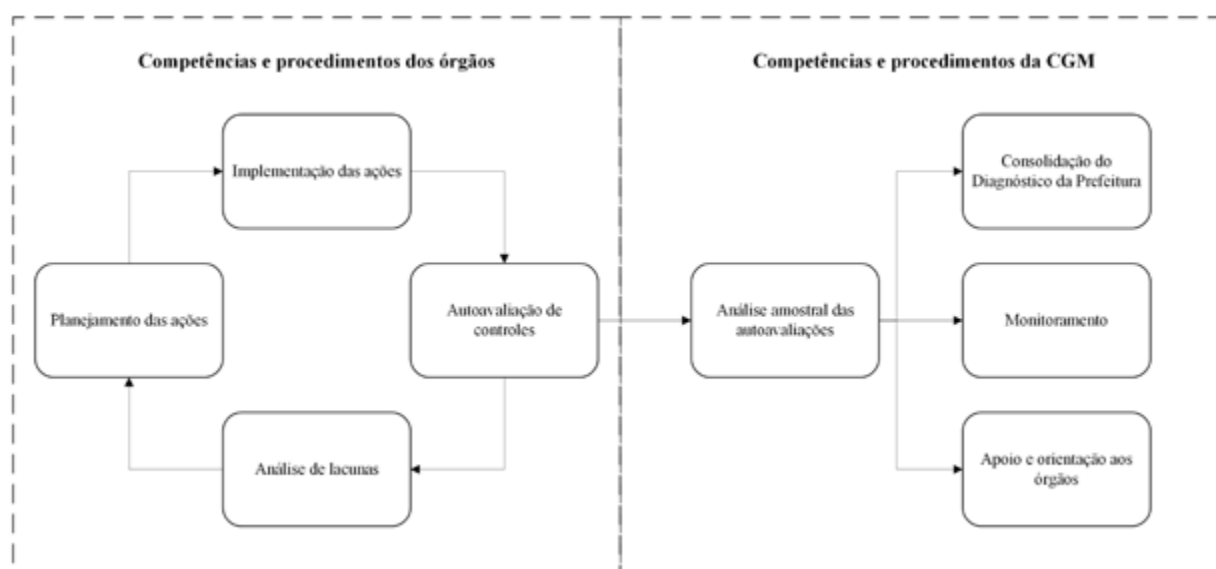 Competências e procedimentos dos órgãos
Implementação das ações
Planejamento das ações
Autoavaliação de
controles
Análise de lacunas
Competências e procedimentos da CGM
Consolidação do
Diagnóstico da Prefeitura
Análise amostral das
autoavaliações
Monitoramento
Apoio e orientação aos
órgãos